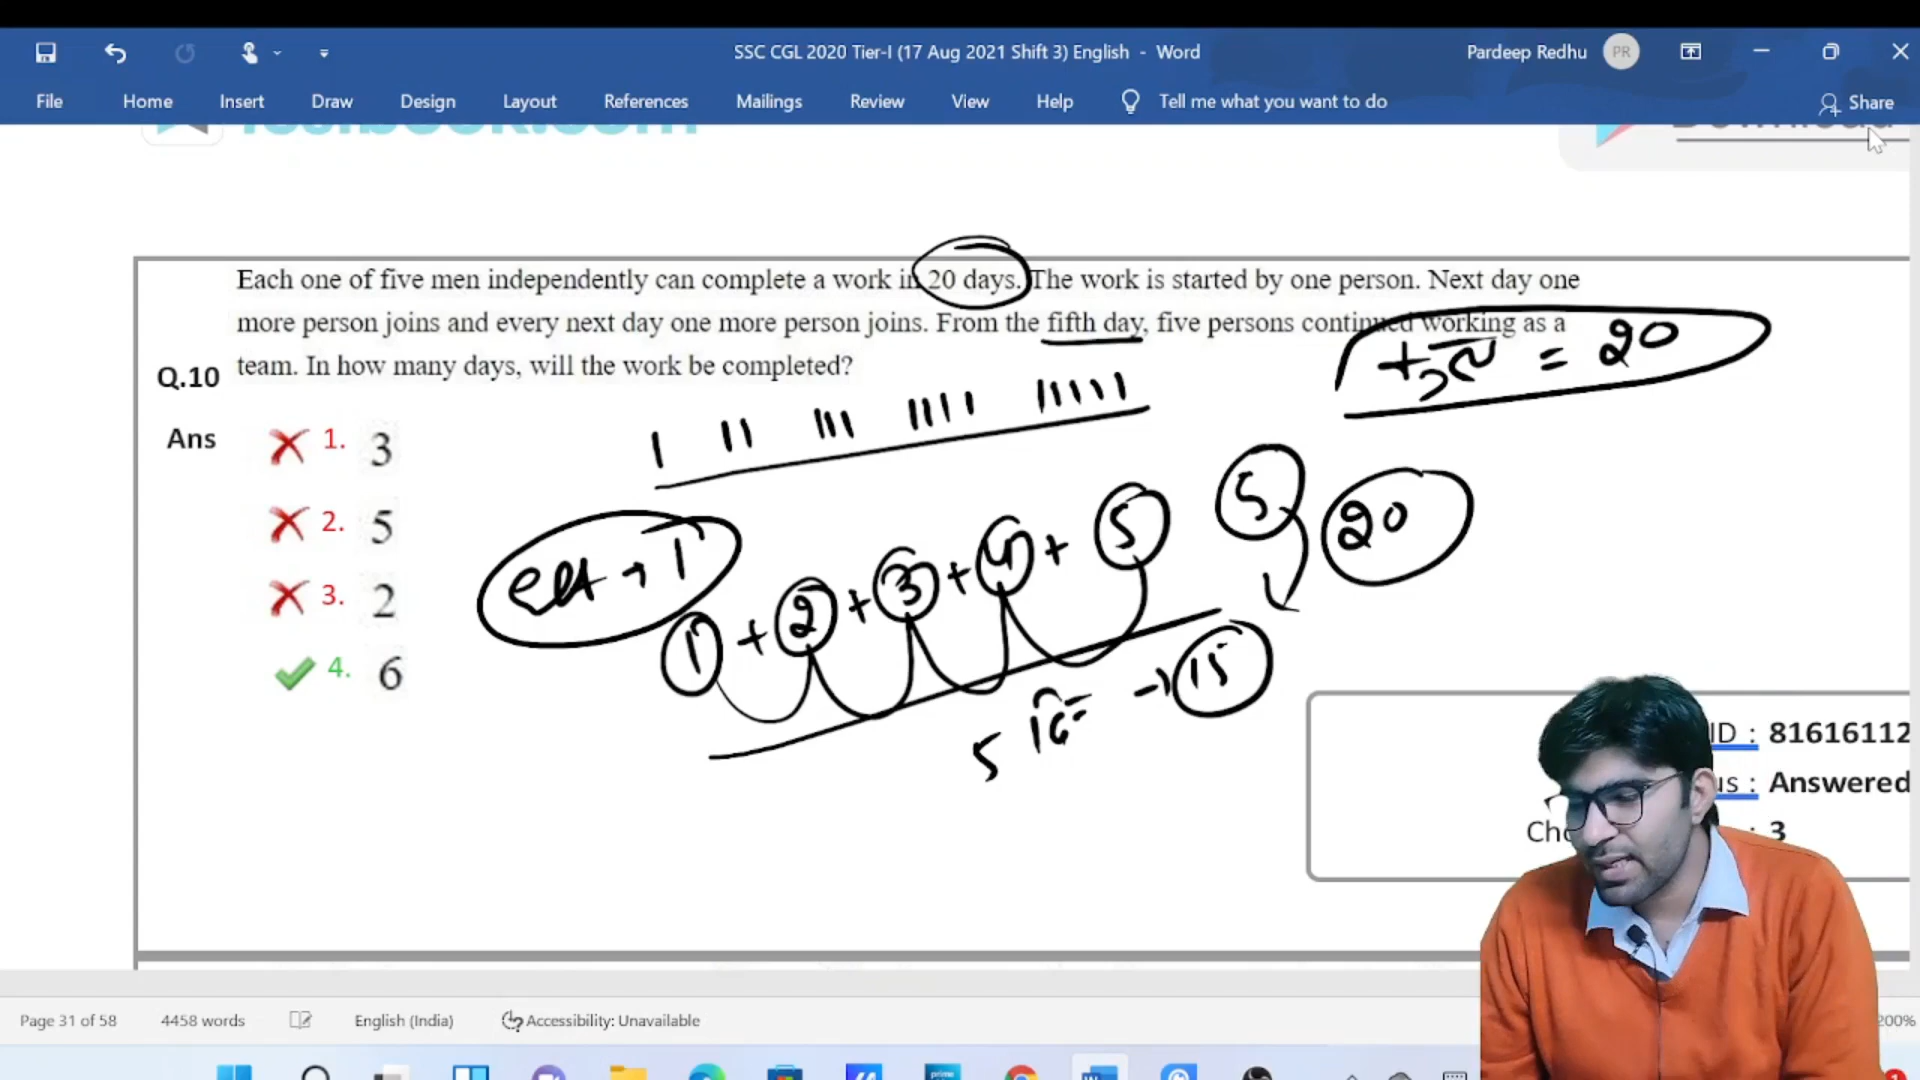 SSC CGL 2020 Tier-I (17 Aug 2021 Shift 3) English - Word
Pardeep Redhu PR
File Home Insert Draw Design Layout References Mailings Review View Help Tell me what you want to do Share
Each one of five men independently can complete a work in 20 days. The work is started by one person. Next day one
more person joins and every next day one more person joins. From the fifth day, five persons continued working as a
team. In how many days, will the work be completed?
Q.10
= 20
Ans
1. 3
2. 5
3. 2
4. 6
1 + 2 + 3 + 4 + 5 5 20
5 → 15
ID : 81616112
us : Answered
Cho : 3
Page 31 of 58 4458 words English (India) Accessibility: Unavailable 200%
prime